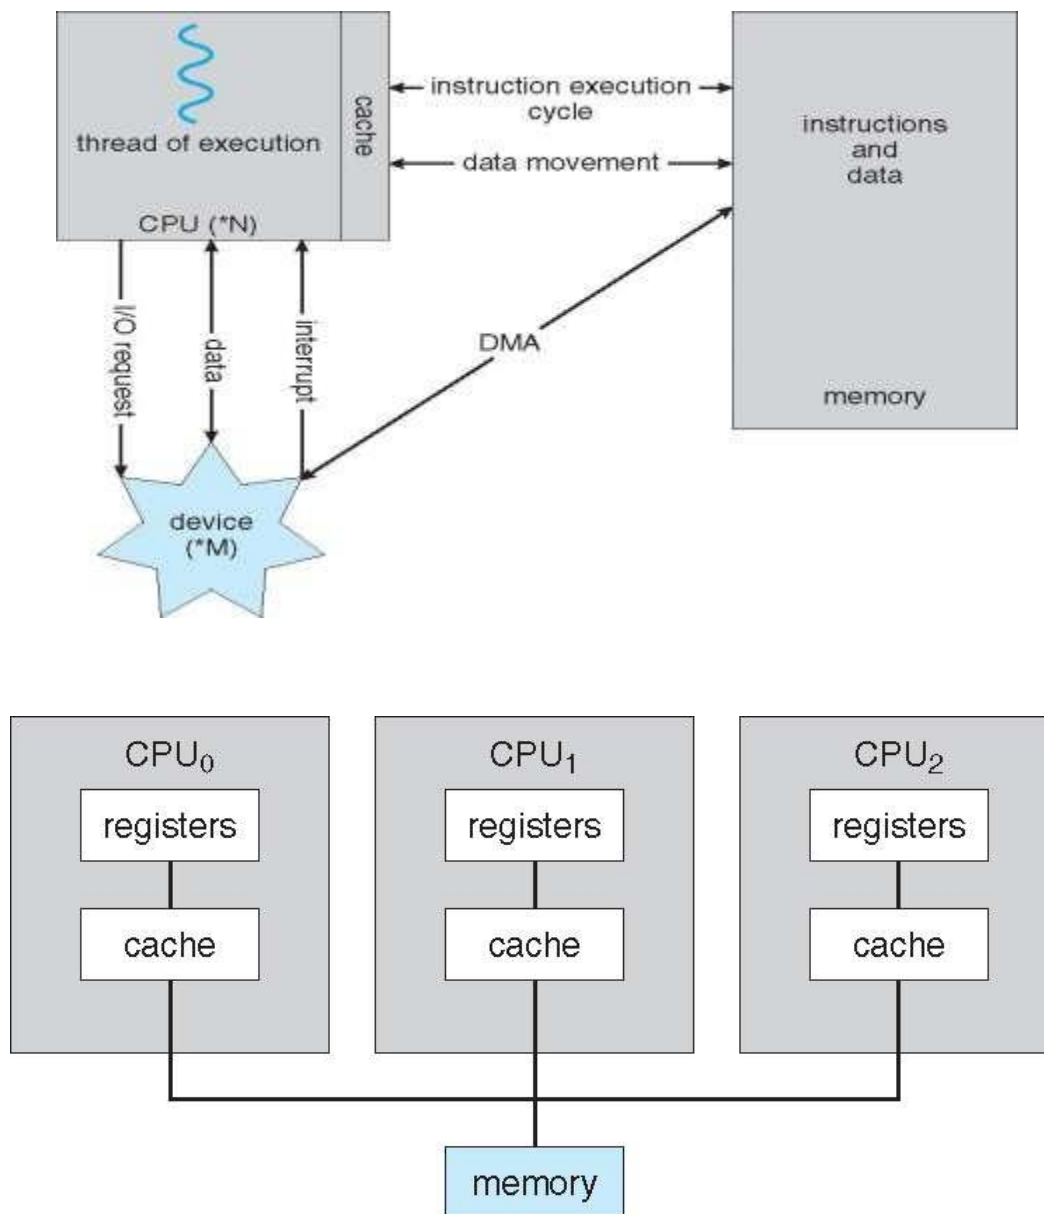 thread of execution
CPU (*N)
cache
instruction execution
cycle
data movement
instructions
and
data
memory
I/O request
data
interrupt
DMA
device
(*M)
CPU₀
CPU₁
CPU₂
registers
registers
registers
cache
cache
cache
memory